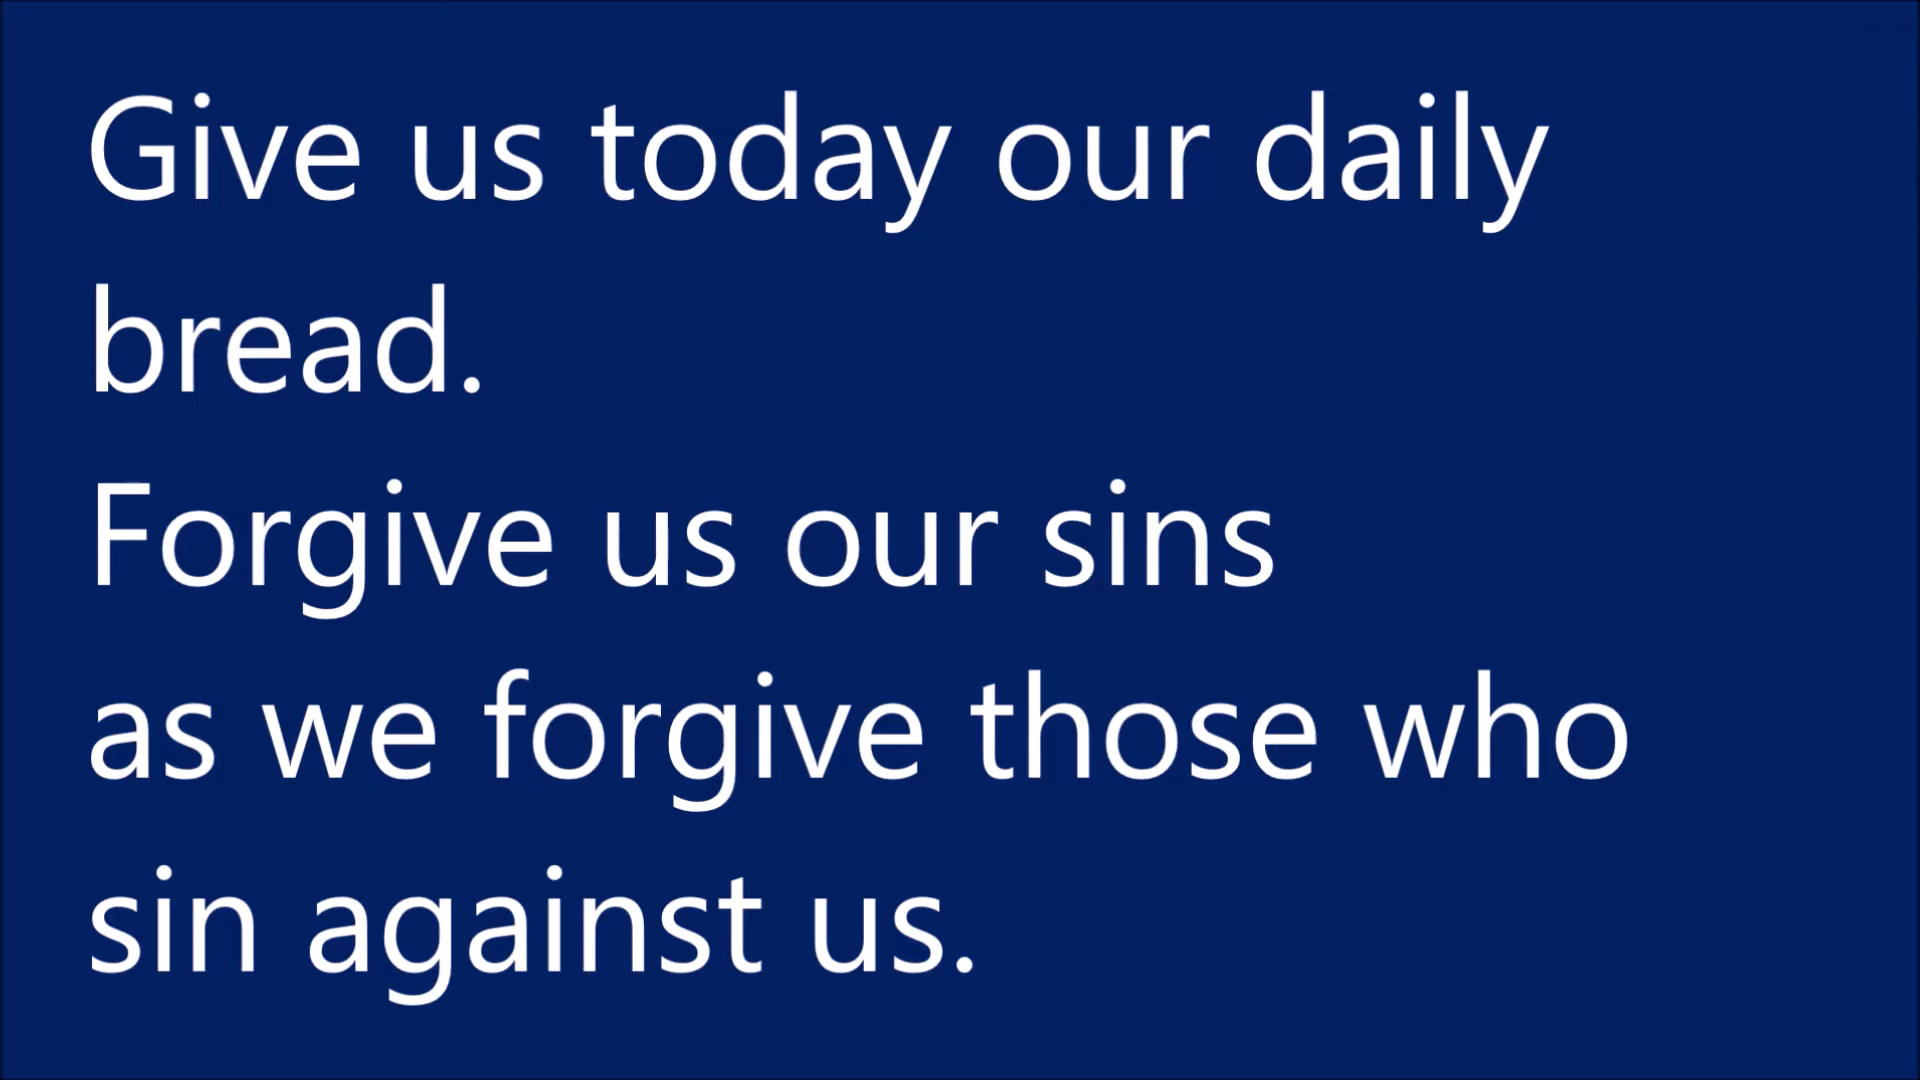 Give us today our daily
bread.
Forgive us our sins
as we forgive those who
sin against us.